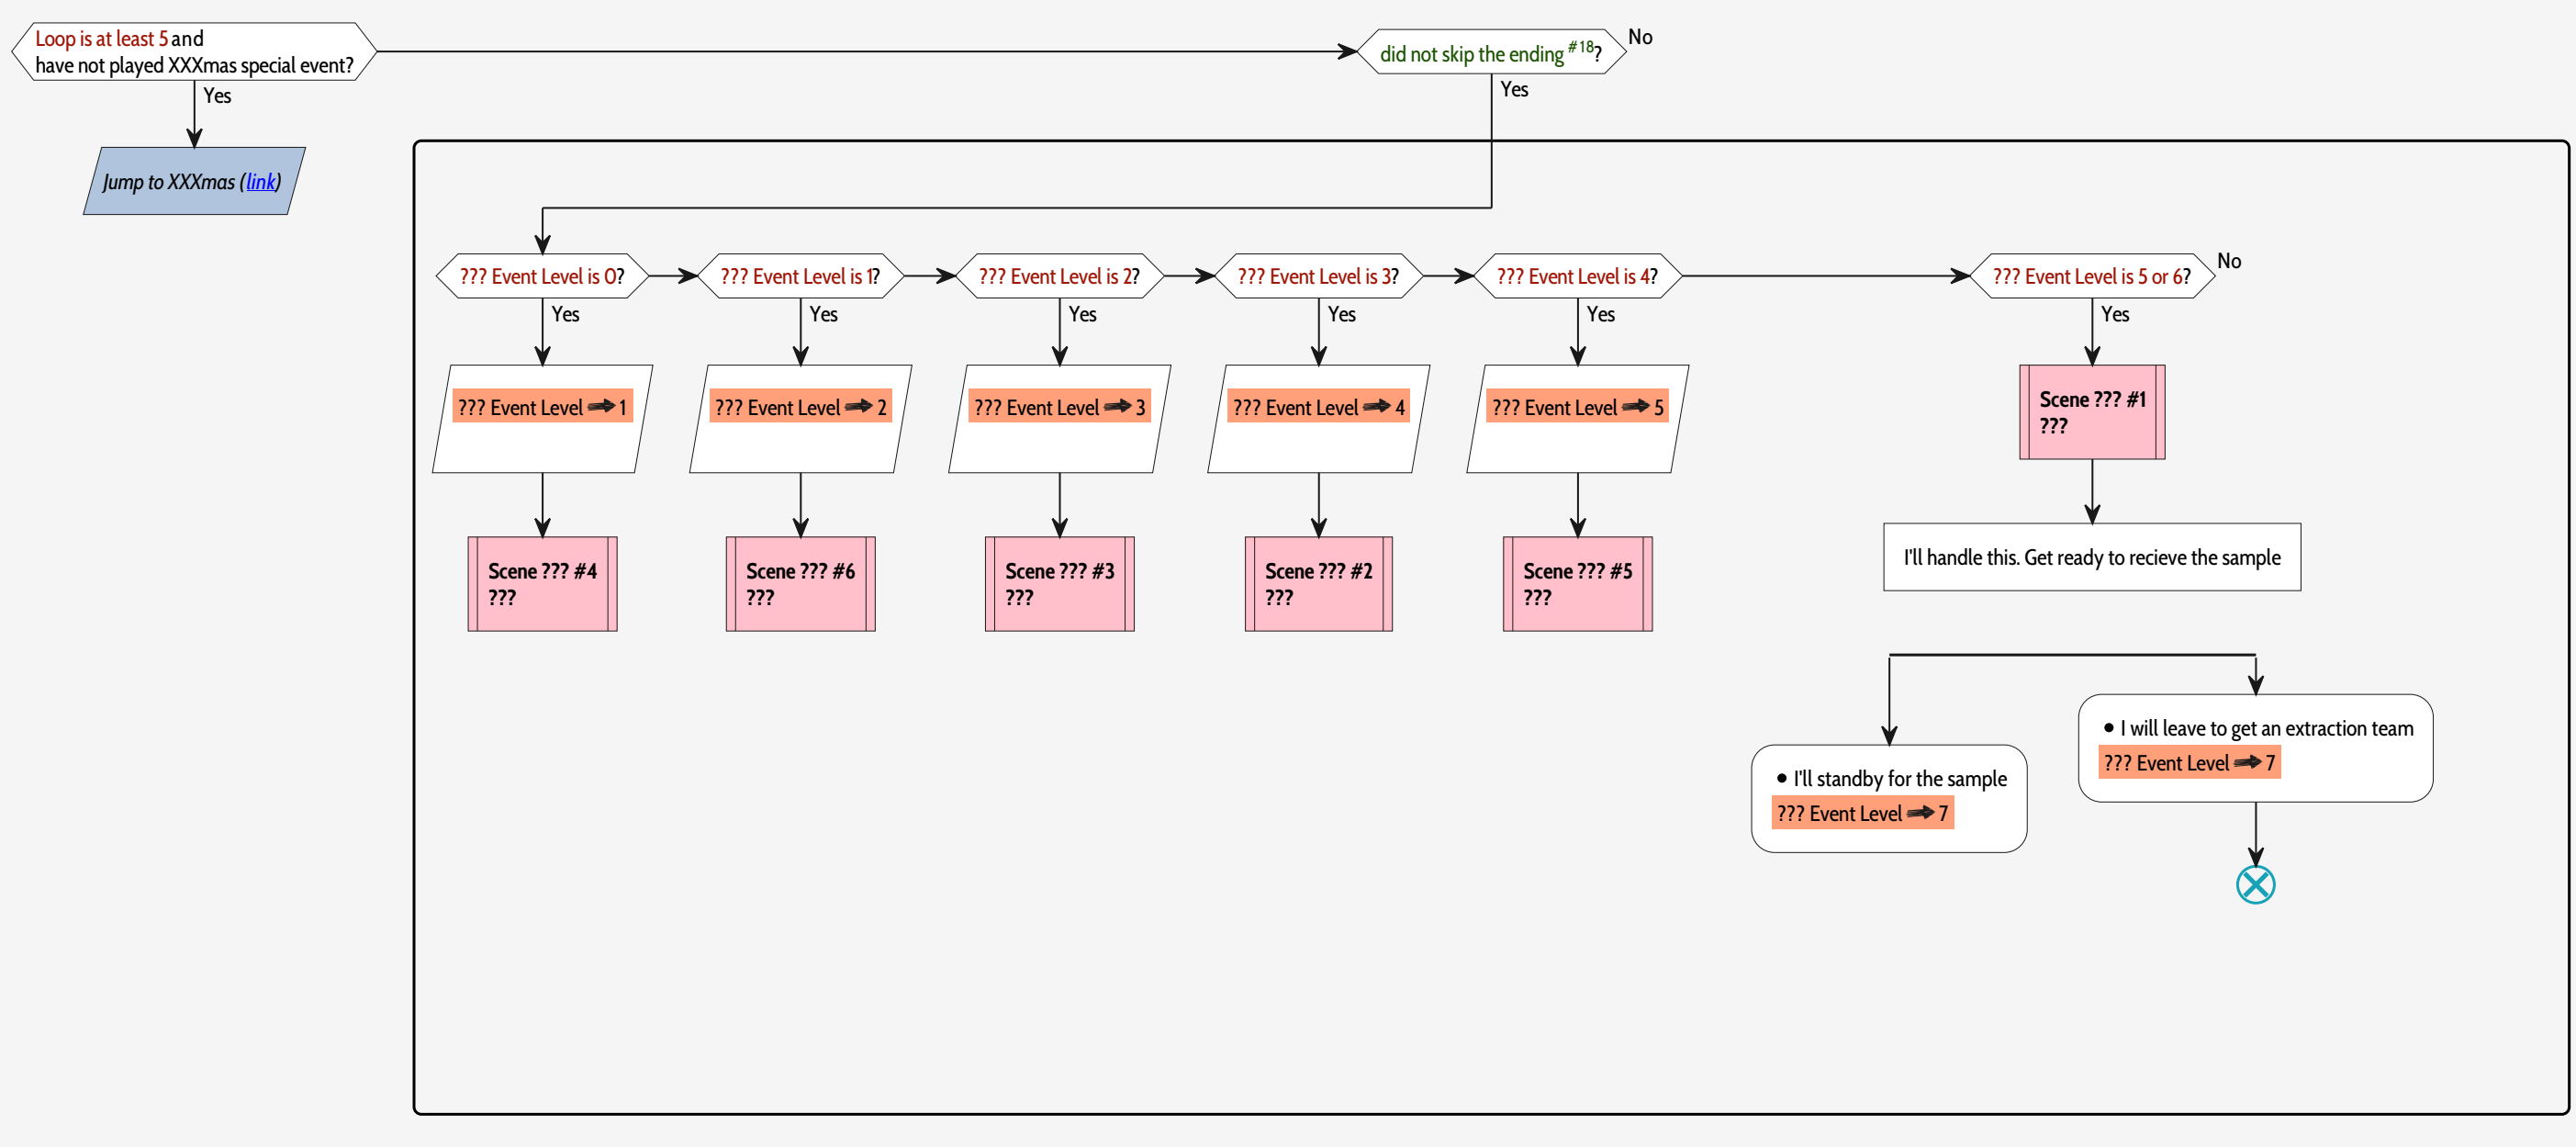 Loop is at least 5 and
have not played XXXmas special event?
Yes
Jump to XXXmas (link)
did not skip the ending #18?
No
Yes
??? Event Level is 0?
Yes
??? Event Level is 1?
Yes
??? Event Level is 2?
Yes
??? Event Level is 3?
Yes
??? Event Level is 4?
Yes
??? Event Level is 5 or 6?
No
Yes
??? Event Level ➾ 1
??? Event Level ➾ 2
??? Event Level ➾ 3
??? Event Level ➾ 4
??? Event Level ➾ 5
Scene ??? #1
???
Scene ??? #4
???
Scene ??? #6
???
Scene ??? #3
???
Scene ??? #2
???
Scene ??? #5
???
I'll handle this. Get ready to recieve the sample
• I'll standby for the sample
??? Event Level ➾ 7
• I will leave to get an extraction team
??? Event Level ➾ 7